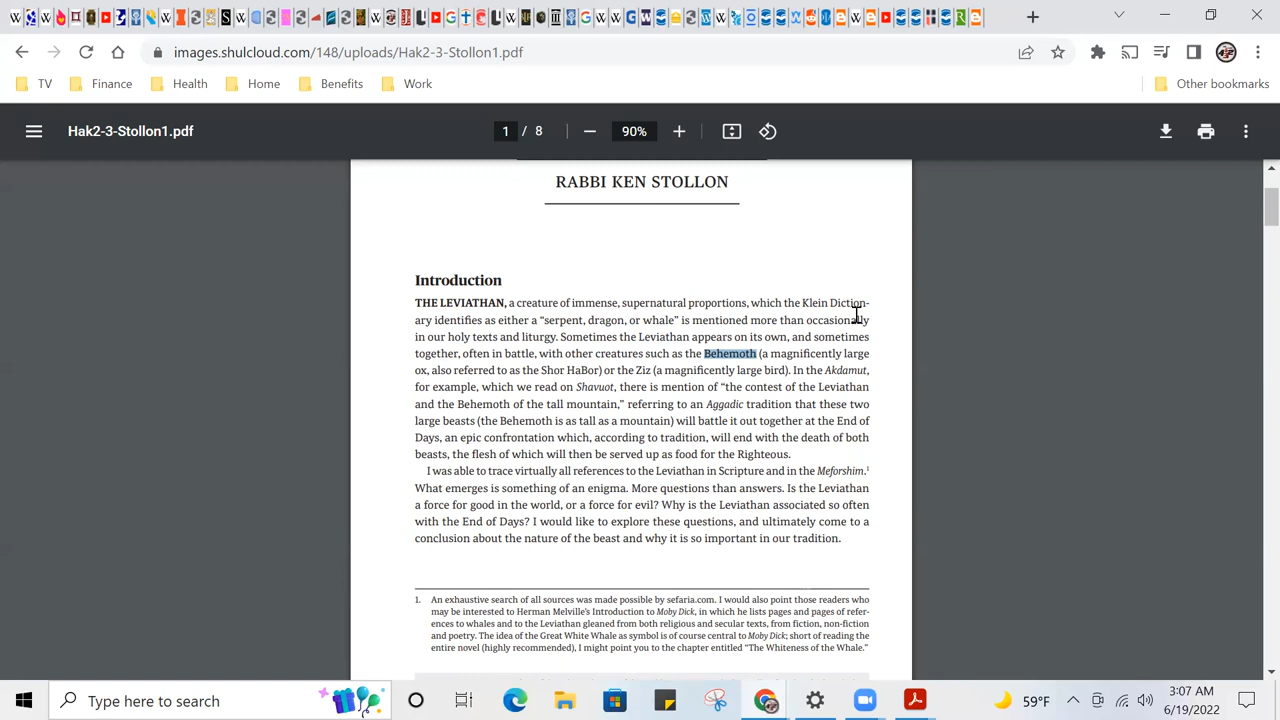 images.shulcloud.com/148/uploads/Hak2-3-Stollon1.pdf
TV Finance Health Home Benefits Work Other bookmarks
Hak2-3-Stollon1.pdf 1 / 8 90%
RABBI KEN STOLLON
Introduction
THE LEVIATHAN, a creature of immense, supernatural proportions, which the Klein Diction-
ary identifies as either a “serpent, dragon, or whale” is mentioned more than occasionally
in our holy texts and liturgy. Sometimes the Leviathan appears on its own, and sometimes
together, often in battle, with other creatures such as the Behemoth (a magnificently large
ox, also referred to as the Shor HaBor) or the Ziz (a magnificently large bird). In the Akdamut,
for example, which we read on Shavuot, there is mention of “the contest of the Leviathan
and the Behemoth of the tall mountain,” referring to an Aggadic tradition that these two
large beasts (the Behemoth is as tall as a mountain) will battle it out together at the End of
Days, an epic confrontation which, according to tradition, will end with the death of both
beasts, the flesh of which will then be served up as food for the Righteous.
I was able to trace virtually all references to the Leviathan in Scripture and in the Meforshim.1
What emerges is something of an enigma. More questions than answers. Is the Leviathan
a force for good in the world, or a force for evil? Why is the Leviathan associated so often
with the End of Days? I would like to explore these questions, and ultimately come to a
conclusion about the nature of the beast and why it is so important in our tradition.
1. An exhaustive search of all sources was made possible by sefaria.com. I would also point those readers who
may be interested to Herman Melville’s Introduction to Moby Dick, in which he lists pages and pages of refer-
ences to whales and to the Leviathan gleaned from both religious and secular texts, from fiction, non-fiction
and poetry. The idea of the Great White Whale as symbol is of course central to Moby Dick; short of reading the
entire novel (highly recommended), I might point you to the chapter entitled “The Whiteness of the Whale.”
Type here to search
59°F
3:07 AM
6/19/2022